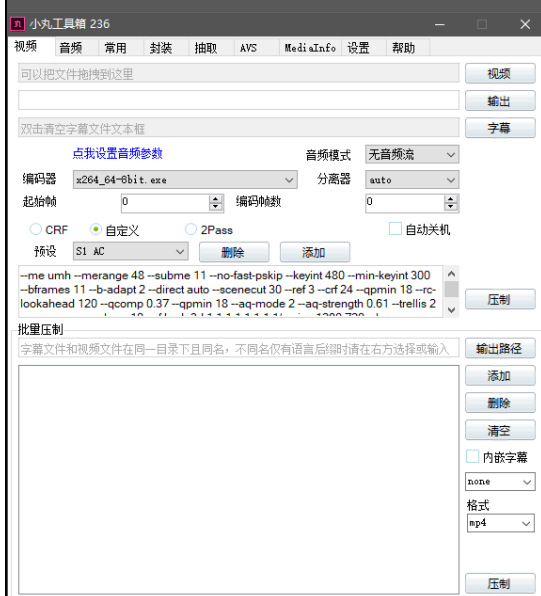 小丸工具箱 236
视频 音频 常用 封装 抽取 AVS MediaInfo 设置 帮助
可以把文件拖拽到这里 视频
输出
双击清空字幕文件文本框 字幕
点我设置音频参数 音频模式 无音频流
编码器 x264_64-8bit.exe 分离器 auto
起始帧 0 编码帧数 0
CRF 自定义 2Pass 自动关机
预设 S1 AC 删除 添加
--me umh --merange 48 --subme 11 --no-fast-pskip --keyint 480 --min-keyint 300
--bframes 11 --b-adapt 2 --direct auto --scenecut 30 --ref 3 --crf 24 --qpmin 18 --rc-
lookahead 120 --qcomp 0.37 --qpmin 18 --aq-mode 2 --aq-strength 0.61 --trellis 2
压制
批量压制
字幕文件和视频文件在同一目录下且同名，不同名仅有语言后缀时请在右方选择或输入 输出路径
添加
删除
清空
内嵌字幕
none
格式
mp4
压制